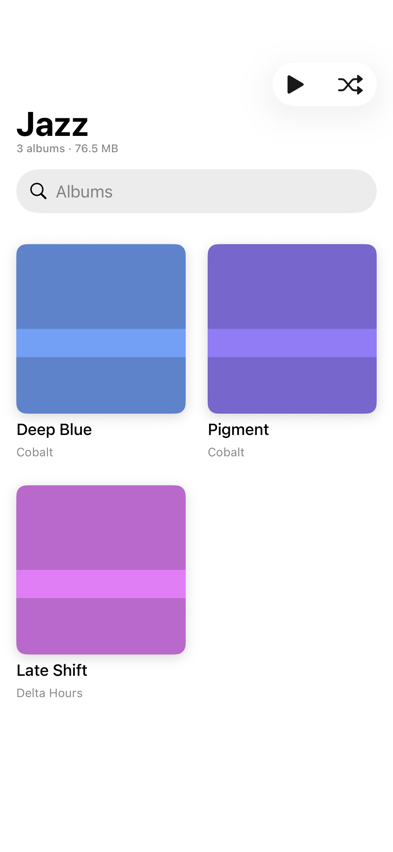 Jazz
3 albums · 76.5 MB
Albums
Deep Blue
Cobalt
Pigment
Cobalt
Late Shift
Delta Hours